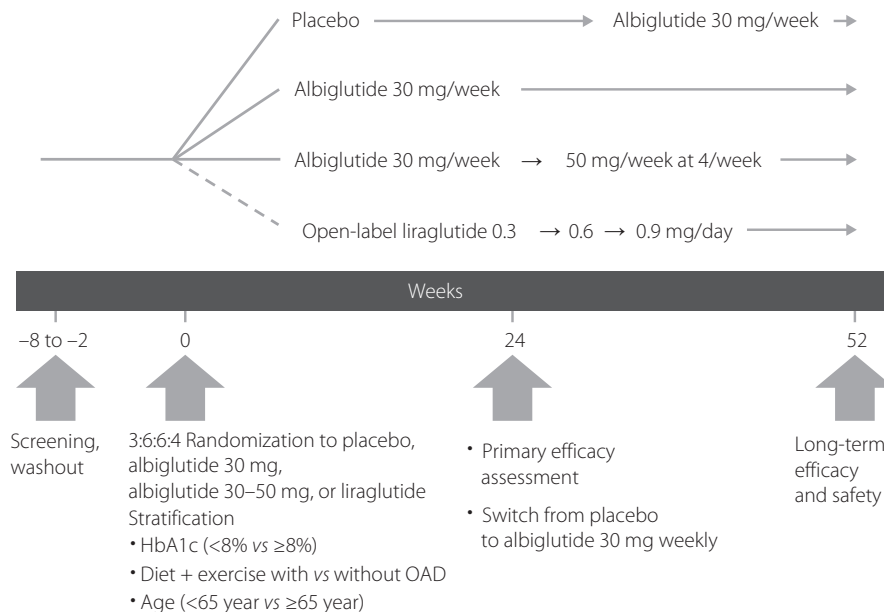 Placebo
Albiglutide 30 mg/week
Albiglutide 30 mg/week
Albiglutide 30 mg/week → 50 mg/week at 4/week
Open-label liraglutide 0.3 → 0.6 → 0.9 mg/day
Weeks
–8 to –2
0
24
52
Screening,
washout
3:6:6:4 Randomization to placebo,
albiglutide 30 mg,
albiglutide 30–50 mg, or liraglutide
Stratification
• HbA1c (<8% vs ≥8%)
• Diet + exercise with vs without OAD
• Age (<65 year vs ≥65 year)
• Primary efficacy
assessment
• Switch from placebo
to albiglutide 30 mg weekly
Long-term
efficacy
and safety